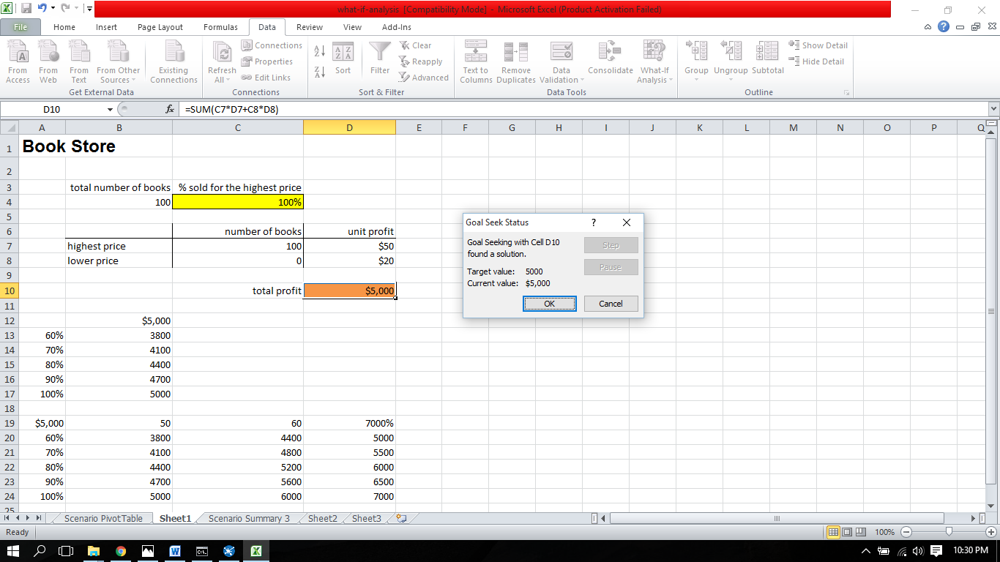 what-if-analysis [Compatibility Mode] - Microsoft Excel (Product Activation Failed)
File Home Insert Page Layout Formulas Data Review View Add-Ins
From Access From Web From Text From Other Sources Existing Connections
Get External Data
Refresh All Connections Properties Edit Links
Connections
Sort Filter Clear Reapply Advanced
Sort & Filter
Text to Columns Remove Duplicates Data Validation Consolidate What-If Analysis
Data Tools
Group Ungroup Subtotal Show Detail Hide Detail
Outline
D10 fx =SUM(C7*D7+C8*D8)
A B C D E F G H I J K L M N O P Q
1 Book Store
2
3 total number of books % sold for the highest price
4 100 100%
5
6 number of books unit profit
7 highest price 100 $50
8 lower price 0 $20
9
10 total profit $5,000
11
12 $5,000
13 60% 3800
14 70% 4100
15 80% 4400
16 90% 4700
17 100% 5000
18
19 $5,000 50 60 7000%
20 60% 3800 4400 5000
21 70% 4100 4800 5500
22 80% 4400 5200 6000
23 90% 4700 5600 6500
24 100% 5000 6000 7000
25
Goal Seek Status ?
Goal Seeking with Cell D10
found a solution.
Target value: 5000
Current value: $5,000
Step
Pause
OK Cancel
Scenario PivotTable Sheet1 Scenario Summary 3 Sheet2 Sheet3
Ready 100%
10:30 PM